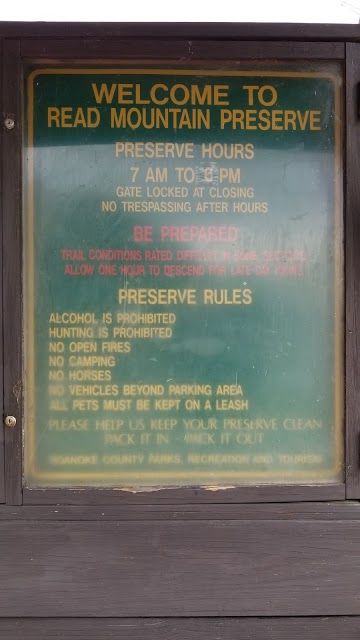 WELCOME TO
READ MOUNTAIN PRESERVE
PRESERVE HOURS
7 AM TO PM
GATE LOCKED AT CLOSING
NO TRESPASSING AFTER HOURS
BE PREPARED
TRAIL CONDITIONS RATED DIFFICULT IN SOME SECTIONS
ALLOW ONE HOUR TO DESCEND FOR LATE DAY HIKES
PRESERVE RULES
ALCOHOL IS PROHIBITED
HUNTING IS PROHIBITED
NO OPEN FIRES
NO CAMPING
NO HORSES
NO VEHICLES BEYOND PARKING AREA
ALL PETS MUST BE KEPT ON A LEASH
PLEASE HELP US KEEP YOUR PRESERVE CLEAN
PACK IT IN - PACK IT OUT
ROANOKE COUNTY PARKS, RECREATION AND TOURISM